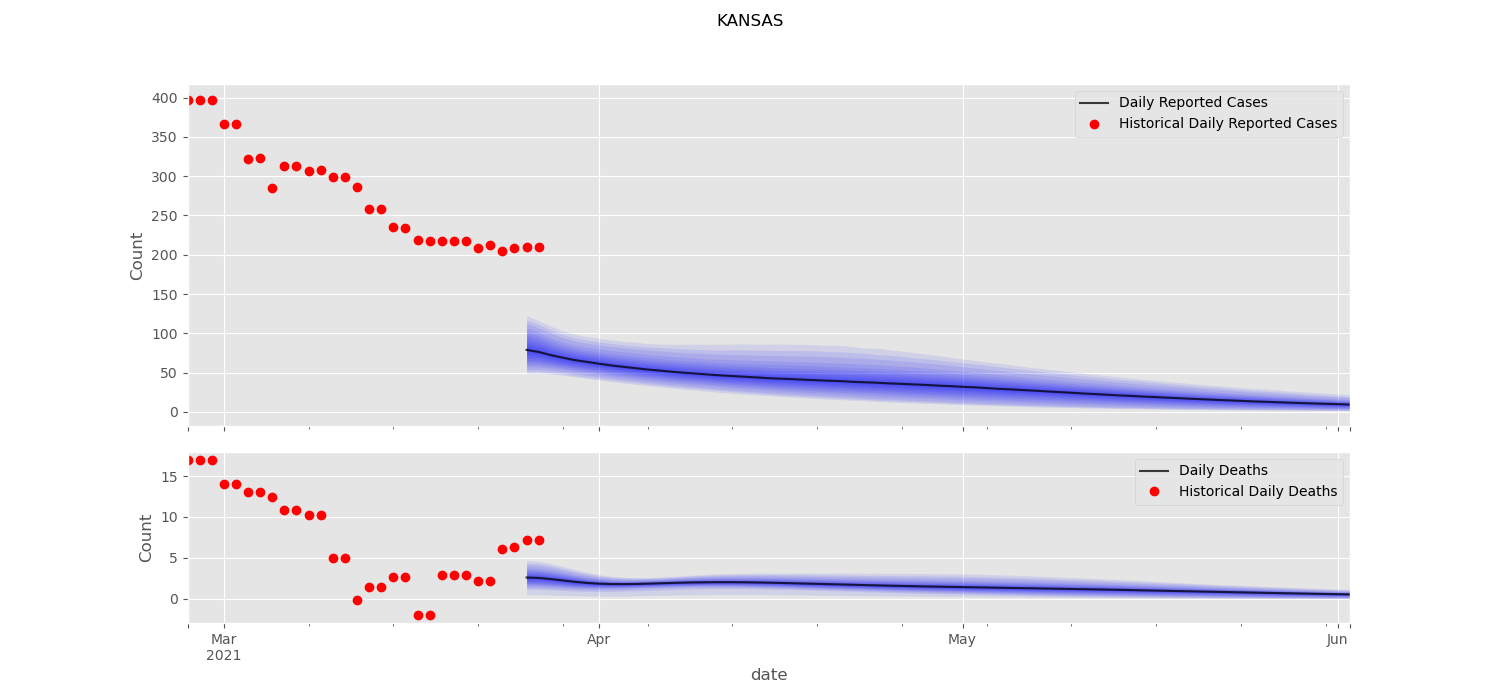 KANSAS
Daily Reported Cases
Historical Daily Reported Cases
400
350
300
250
200
150
100
50
0
Count
Daily Deaths
Historical Daily Deaths
15
10
5
0
Count
Mar
2021
Apr
May
Jun
date